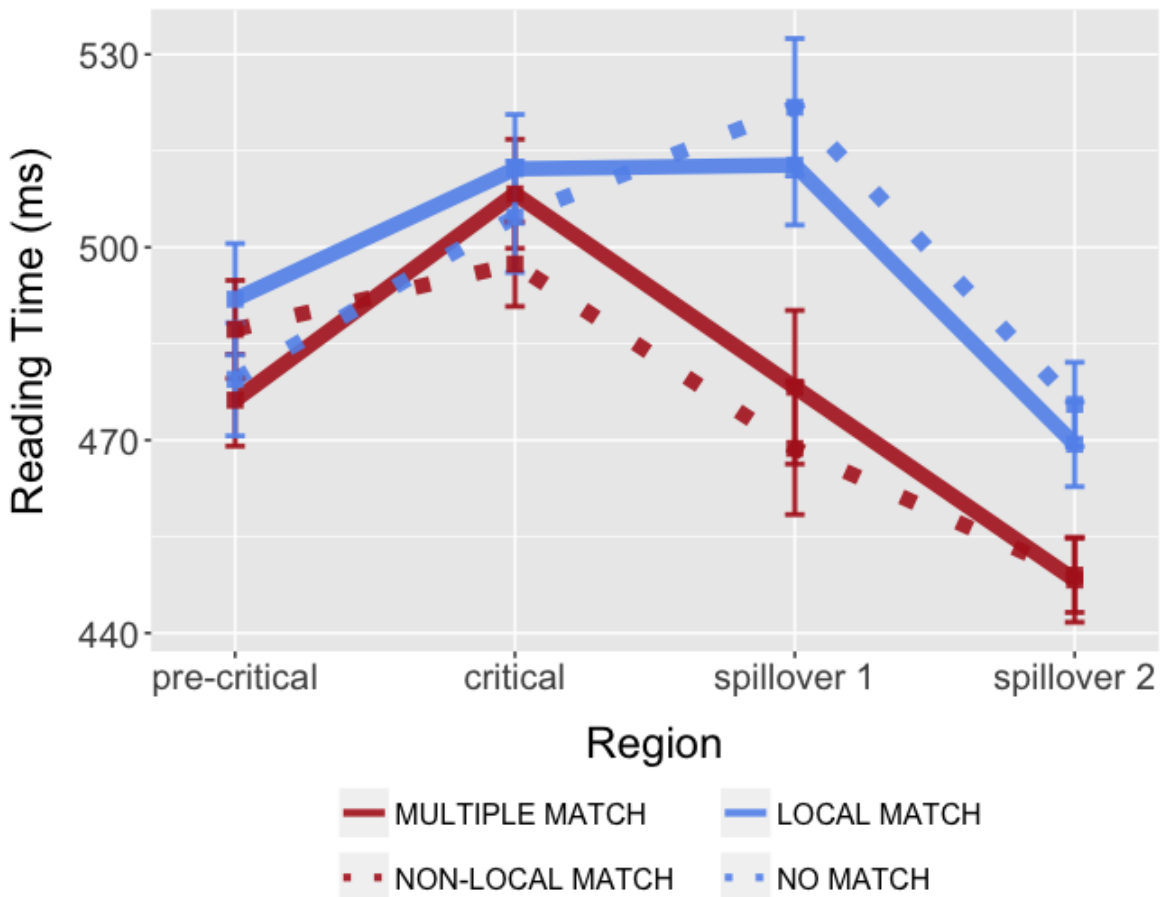 Reading Time (ms)
530
500
470
440
pre-critical critical spillover 1 spillover 2
Region
MULTIPLE MATCH LOCAL MATCH
NON-LOCAL MATCH NO MATCH